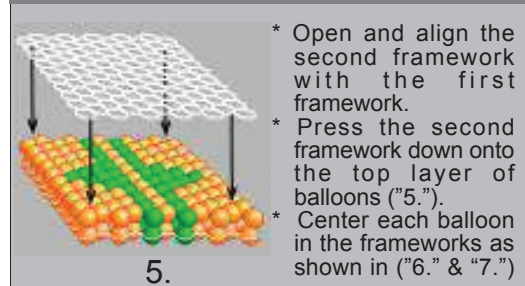 * Open and align the
second framework
with the first
framework.
* Press the second
framework down onto
the top layer of
balloons ("5.").
* Center each balloon
in the frameworks as
shown in ("6." & "7.")
5.